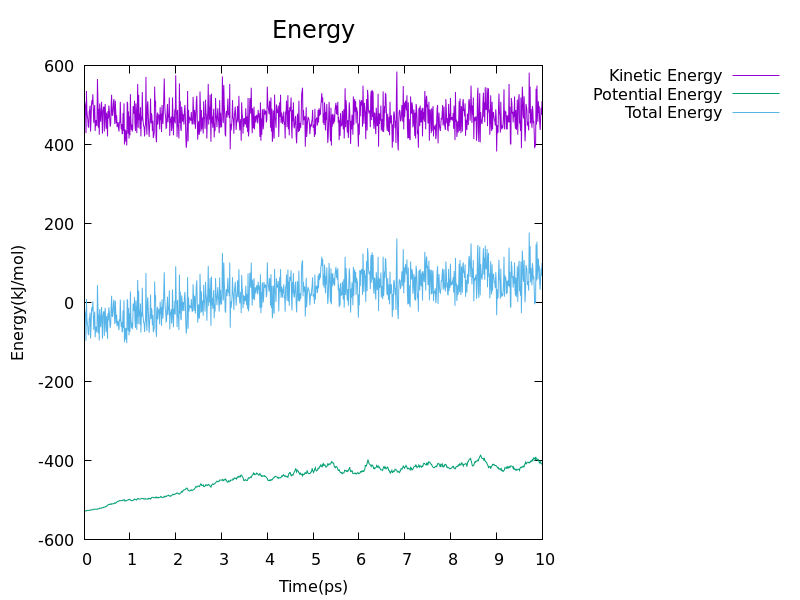 Energy
Kinetic Energy
Potential Energy
Total Energy
600
400
200
0
-200
-400
-600
Energy(kJ/mol)
0 1 2 3 4 5 6 7 8 9 10
Time(ps)